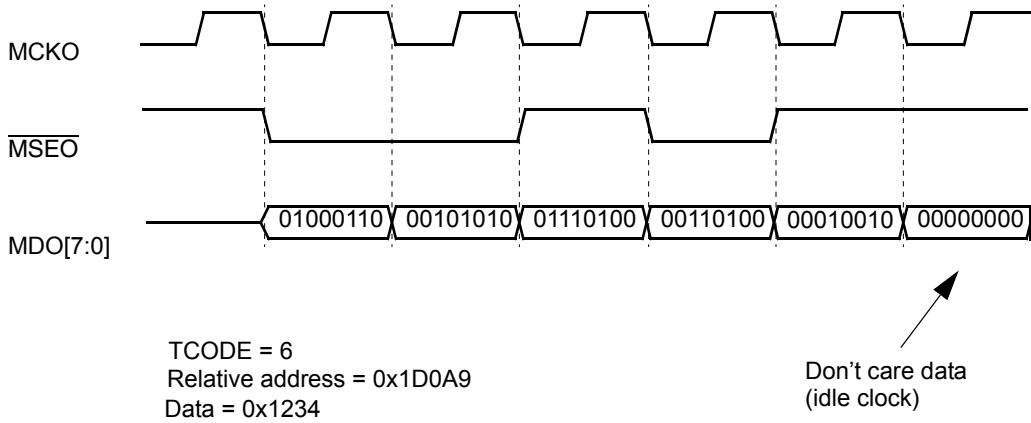 MCKO
MSEO
MDO[7:0]
01000110 00101010 01110100 00110100 00010010 00000000
TCODE = 6
Relative address = 0x1D0A9
Data = 0x1234
Don't care data
(idle clock)